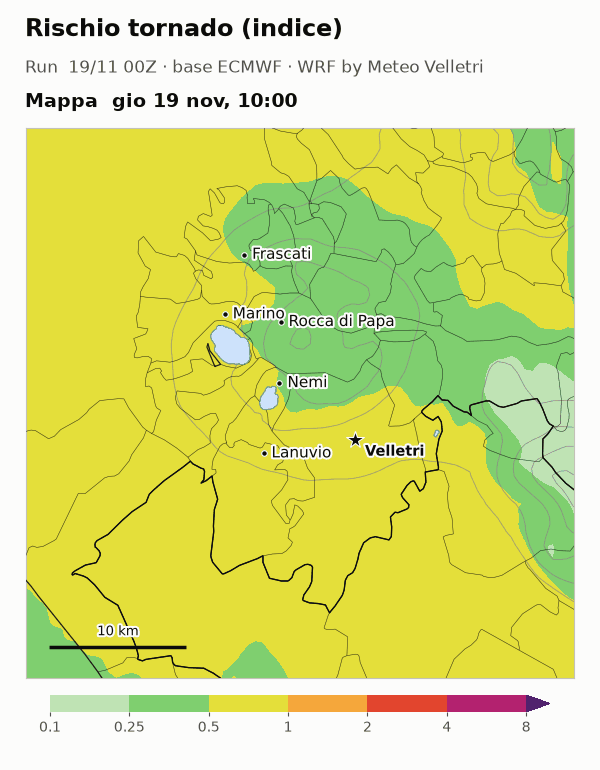 Rischio tornado (indice)
Run  19/11 00Z · base ECMWF · WRF by Meteo Velletri
Mappa  gio 19 nov, 10:00
Frascati
Marino
Rocca di Papa
Nemi
Velletri
Lanuvio
10 km
0.1 0.25 0.5 1 2 4 8